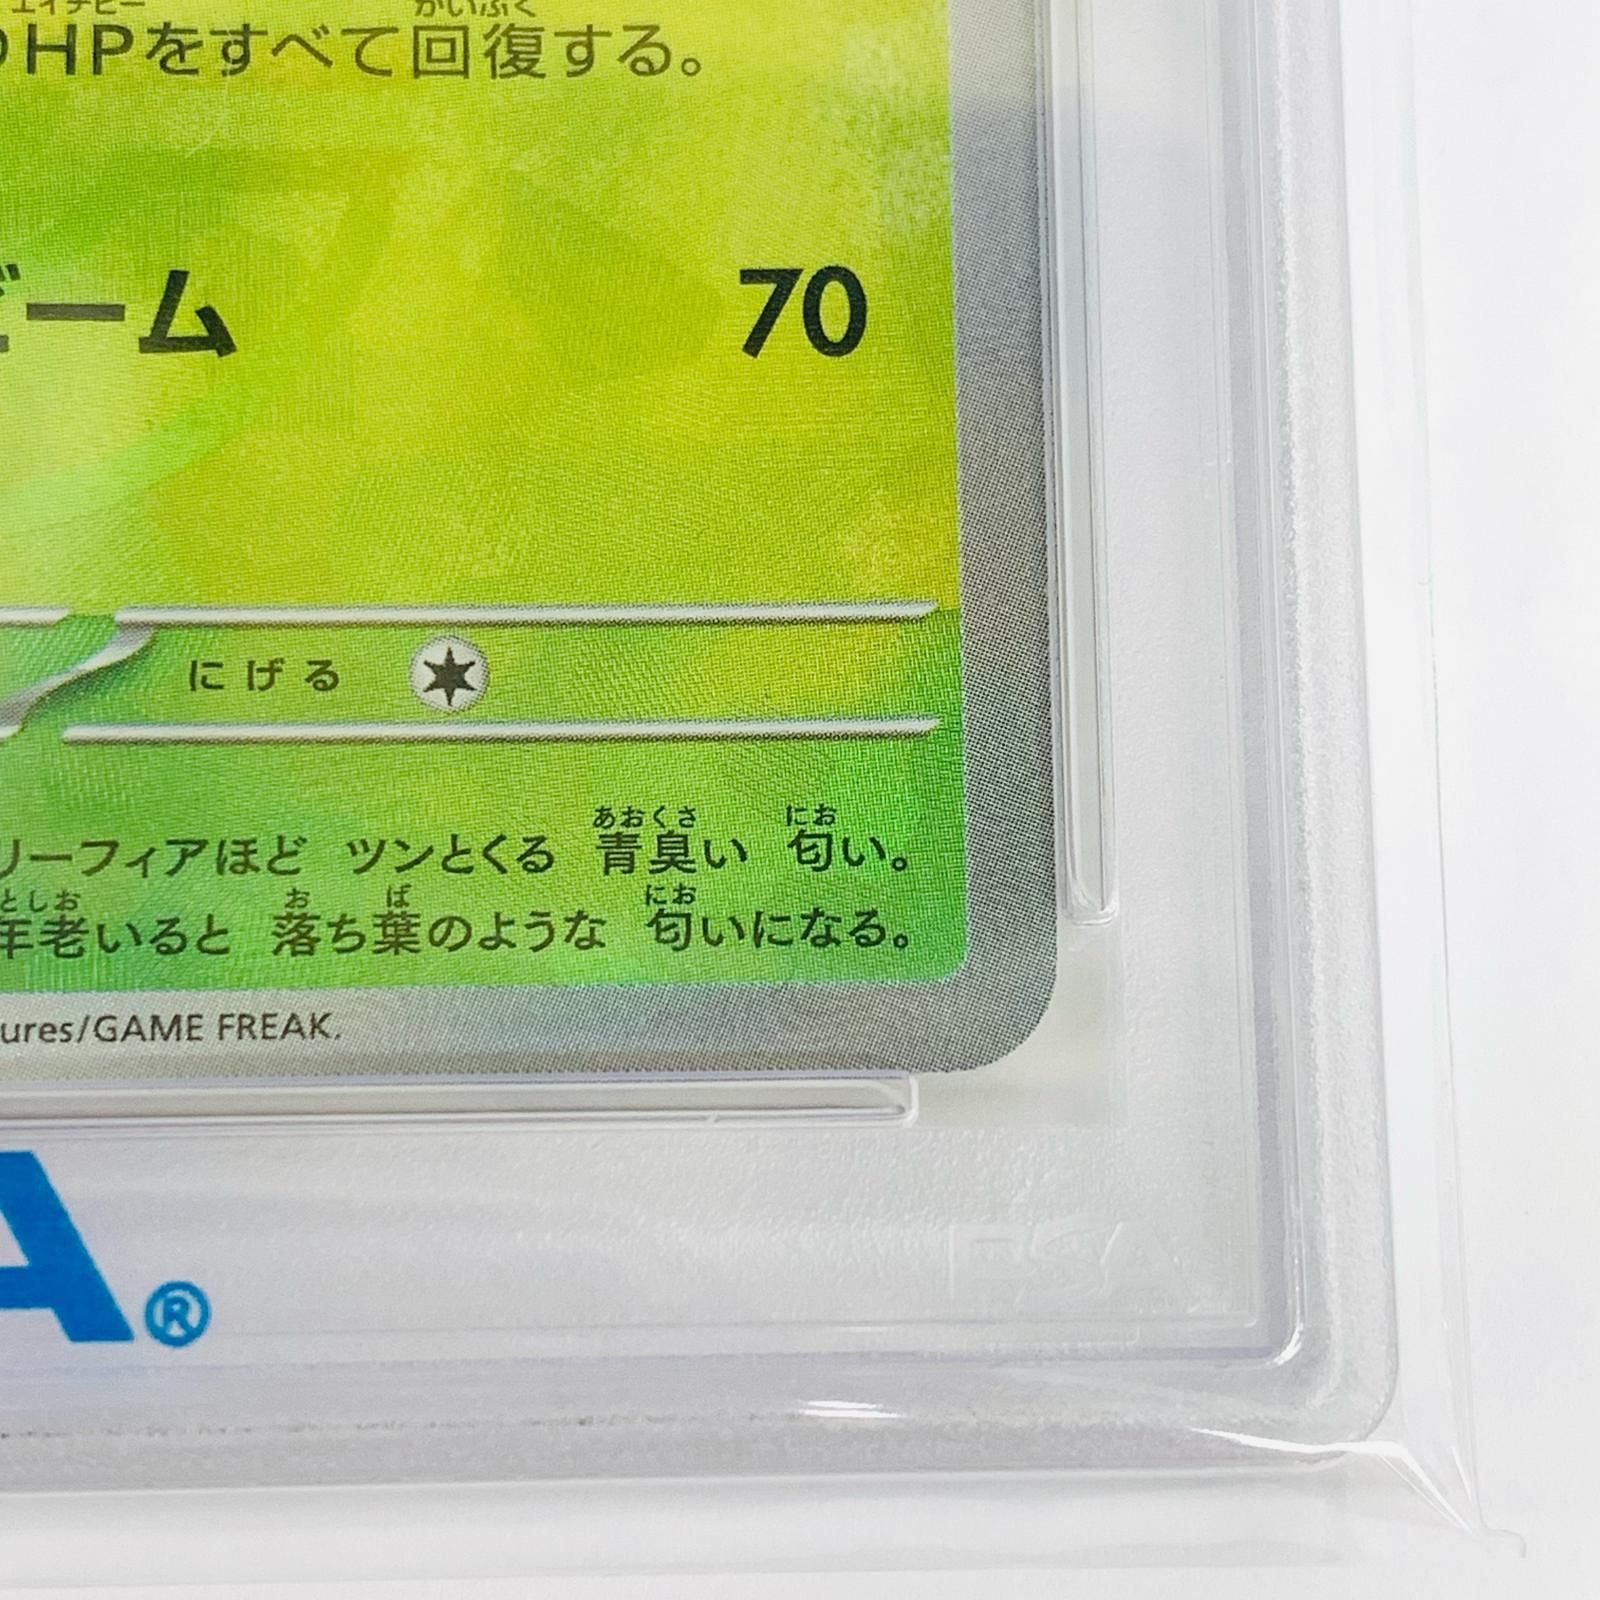 エイチピー かいふく
HPをすべて回復する。
ビーム 70
にげる
あおくさ にお
リーフィアほど ツンとくる 青臭い 匂い。
としお お ば にお
年老いると 落ち葉のような 匂いになる。
ures/GAME FREAK.
PSA
A®